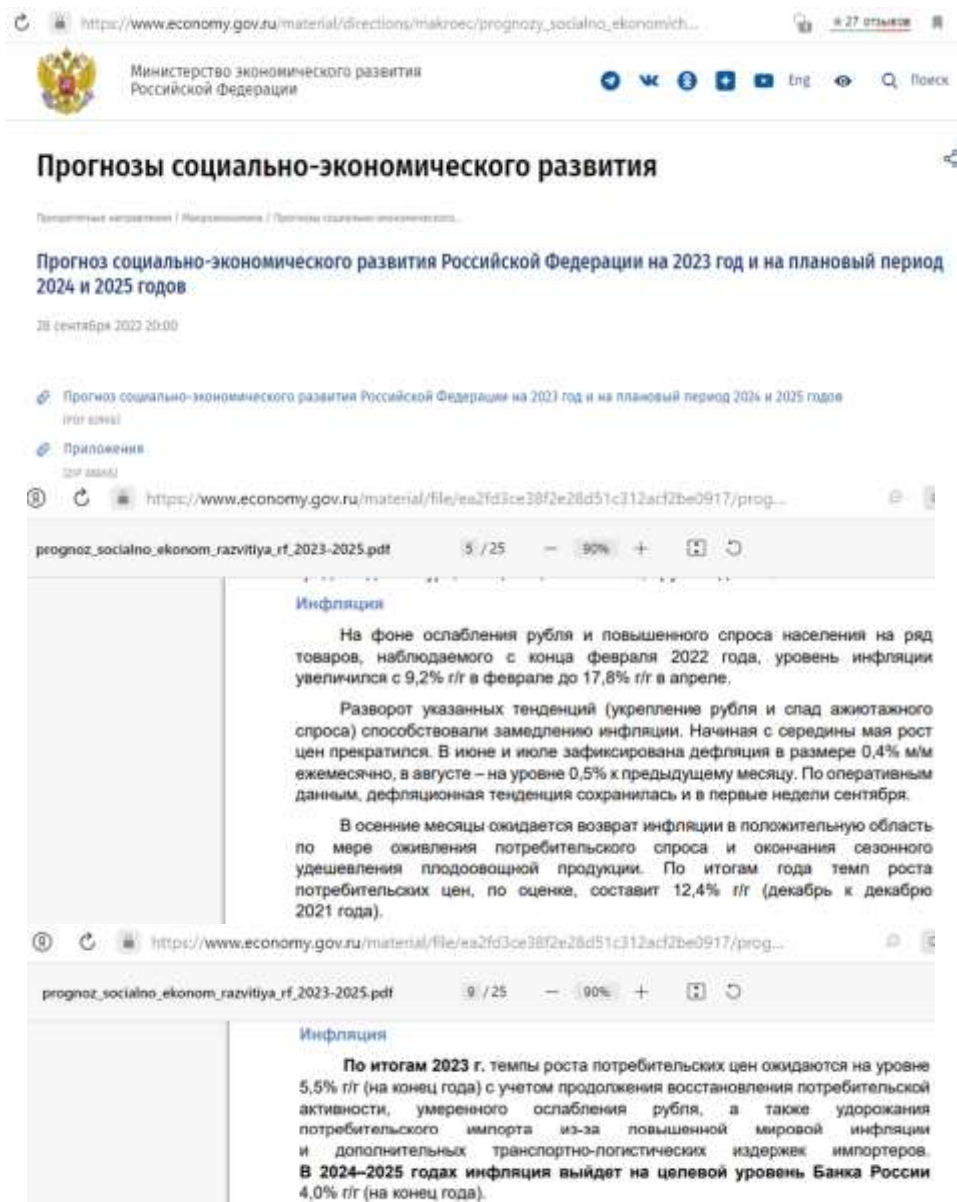 https://www.economy.gov.ru/material/directions/makroec/prognozy_socialno_ekonomich...
27 отзывов
Министерство экономического развития
Российской Федерации
Eng
Поиск
Прогнозы социально-экономического развития
Приоритетные направления / Макроэкономика / Прогнозы социально-экономического...
Прогноз социально-экономического развития Российской Федерации на 2023 год и на плановый период
2024 и 2025 годов
28 сентября 2022 20:00
Прогноз социально-экономического развития Российской Федерации на 2023 год и на плановый период 2024 и 2025 годов
Приложения
https://www.economy.gov.ru/material/file/ea2fd3ce38f2e28d51c312acf2be0917/prog...
prognoz_socialno_ekonom_razvitiya_rf_2023-2025.pdf 5 / 25 — 90% +
Инфляция
На фоне ослабления рубля и повышенного спроса населения на ряд
товаров, наблюдаемого с конца февраля 2022 года, уровень инфляции
увеличился с 9,2% г/г в феврале до 17,8% г/г в апреле.
Разворот указанных тенденций (укрепление рубля и спад ажиотажного
спроса) способствовали замедлению инфляции. Начиная с середины мая рост
цен прекратился. В июне и июле зафиксирована дефляция в размере 0,4% м/м
ежемесячно, в августе – на уровне 0,5% к предыдущему месяцу. По оперативным
данным, дефляционная тенденция сохранилась и в первые недели сентября.
В осенние месяцы ожидается возврат инфляции в положительную область
по мере оживления потребительского спроса и окончания сезонного
удешевления плодоовощной продукции. По итогам года темп роста
потребительских цен, по оценке, составит 12,4% г/г (декабрь к декабрю
2021 года).
https://www.economy.gov.ru/material/file/ea2fd3ce38f2e28d51c312acf2be0917/prog...
prognoz_socialno_ekonom_razvitiya_rf_2023-2025.pdf 9 / 25 — 90% +
Инфляция
По итогам 2023 г. темпы роста потребительских цен ожидаются на уровне
5,5% г/г (на конец года) с учетом продолжения восстановления потребительской
активности, умеренного ослабления рубля, а также удорожания
потребительского импорта из-за повышенной мировой инфляции
и дополнительных транспортно-логистических издержек импортеров.
В 2024–2025 годах инфляция выйдет на целевой уровень Банка России
4,0% г/г (на конец года).